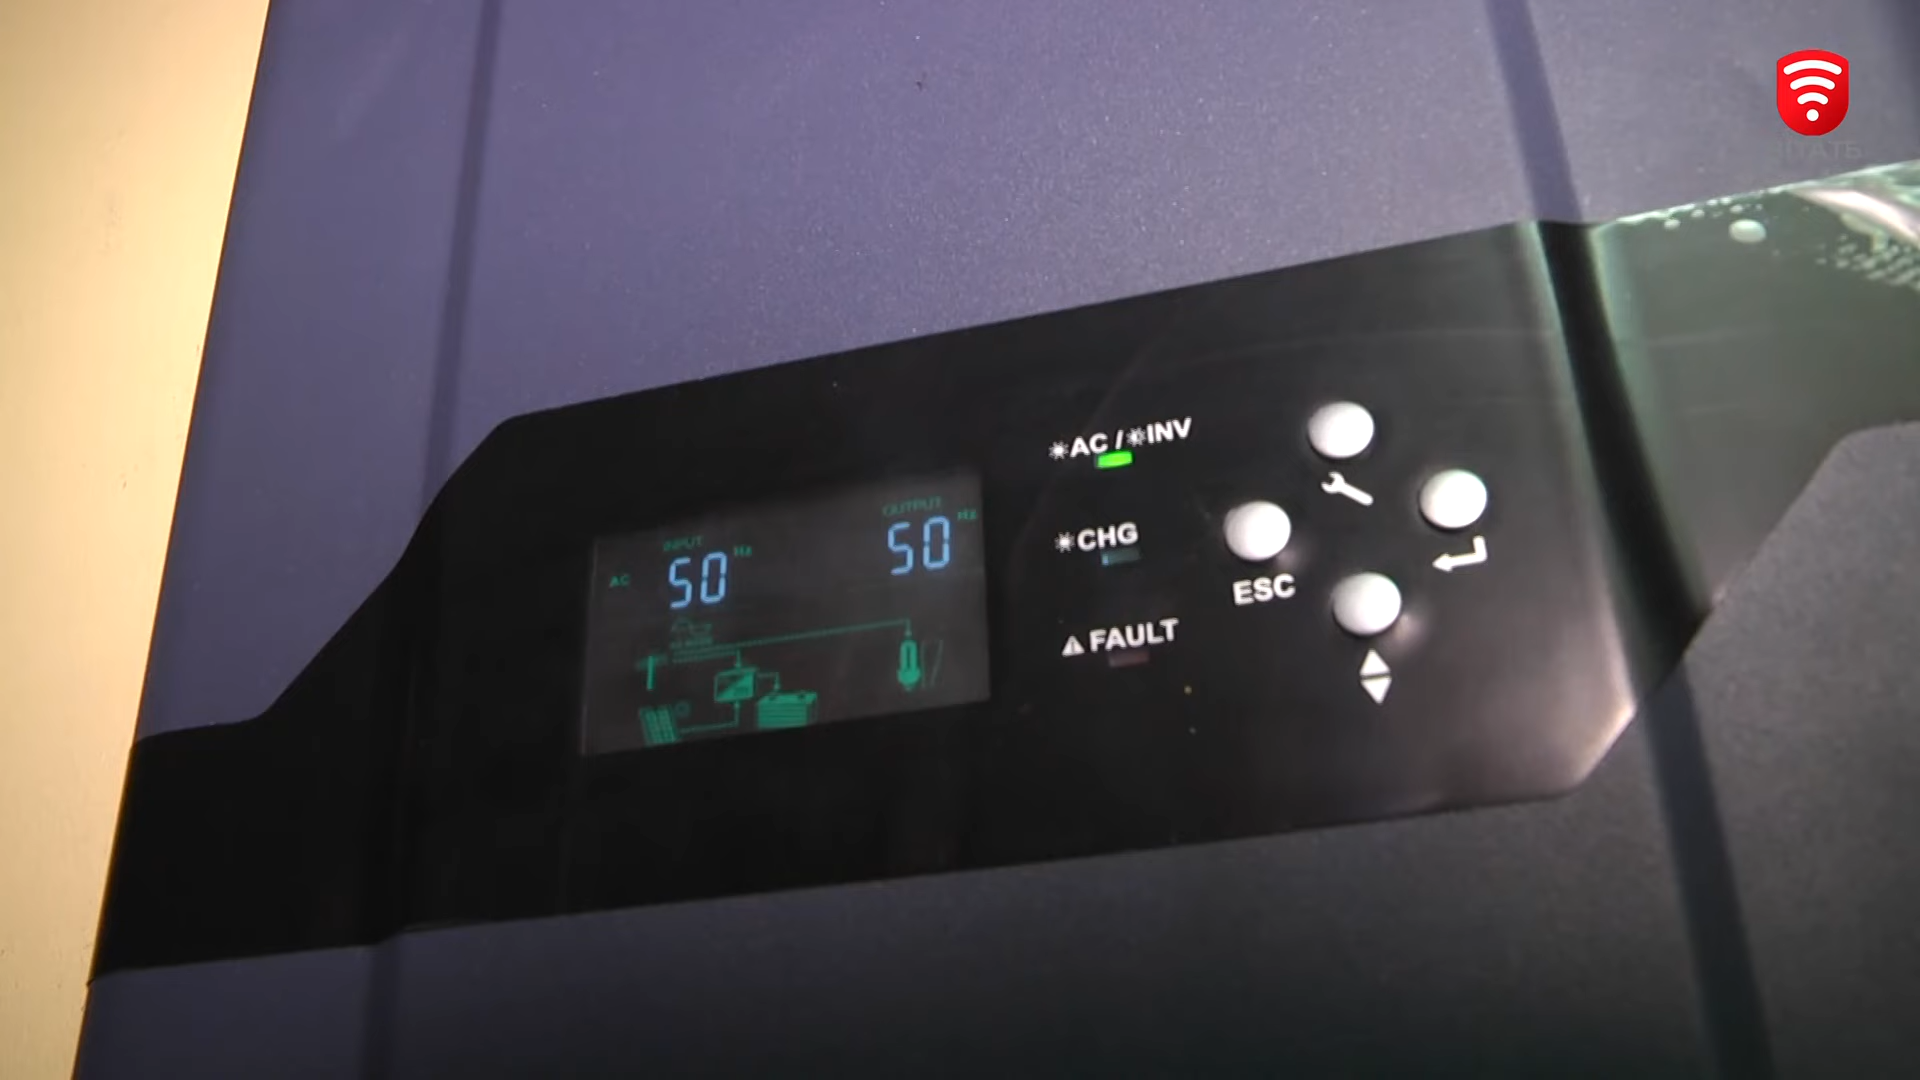 ☀AC/☀INV
☀CHG
⚠FAULT
ESC
INPUT
AC 50 Hz
OUTPUT
50 Hz